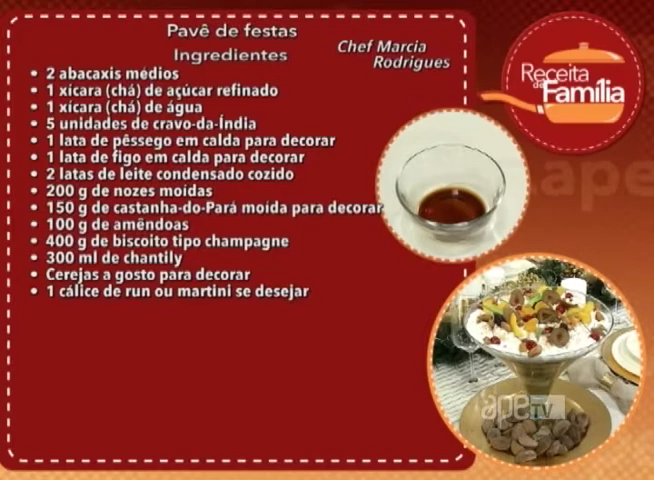 Pavê de festas
Ingredientes
Chef Marcia
Rodrigues
• 2 abacaxis médios
• 1 xícara (chá) de açúcar refinado
• 1 xícara (chá) de água
• 5 unidades de cravo-da-Índia
• 1 lata de pêssego em calda para decorar
• 1 lata de figo em calda para decorar
• 2 latas de leite condensado cozido
• 200 g de nozes moídas
• 150 g de castanha-do-Pará moída para decorar
• 100 g de amêndoas
• 400 g de biscoito tipo champagne
• 300 ml de chantily
• Cerejas a gosto para decorar
• 1 cálice de run ou martini se desejar
Receita
de Família
apê
TV